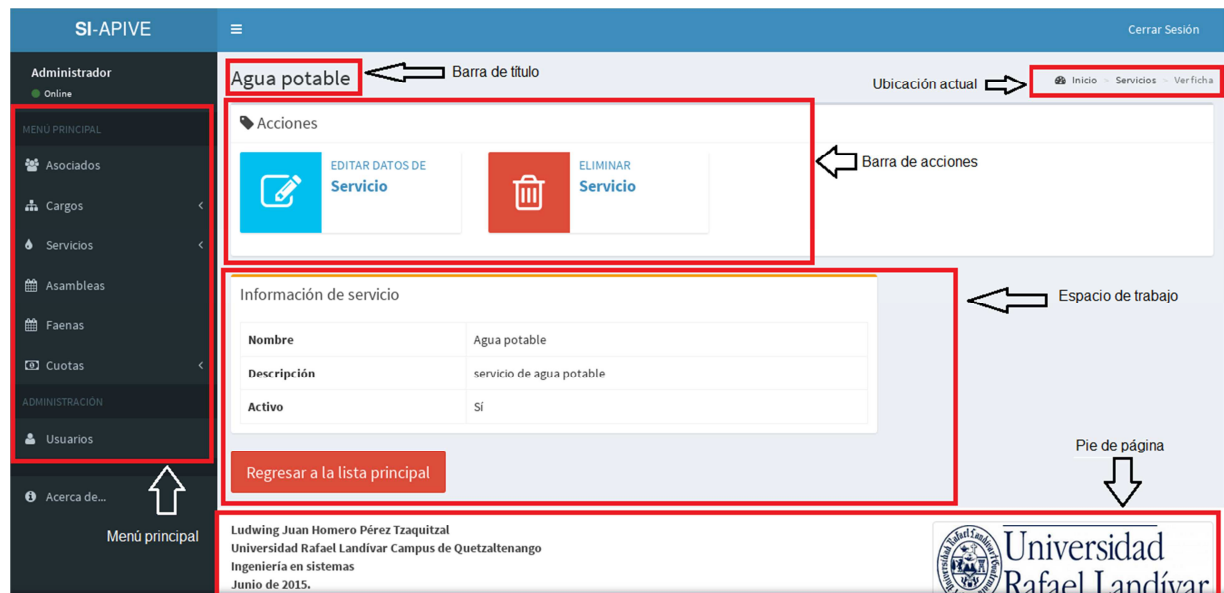 SI-APIVE
Cerrar Sesión
Administrador
Online
Agua potable
Barra de título
Ubicación actual
Inicio > Servicios > Ver ficha
MENÚ PRINCIPAL
Asociados
Cargos
Servicios
Asambleas
Faenas
Cuotas
ADMINISTRACIÓN
Usuarios
Acerca de...
Menú principal
Acciones
EDITAR DATOS DE
Servicio
ELIMINAR
Servicio
Barra de acciones
Información de servicio
Nombre Agua potable
Descripción servicio de agua potable
Activo Sí
Espacio de trabajo
Regresar a la lista principal
Pie de página
Ludwing Juan Homero Pérez Tzaquitzal
Universidad Rafael Landívar Campus de Quetzaltenango
Ingeniería en sistemas
Junio de 2015.
Universidad
Rafael Landívar